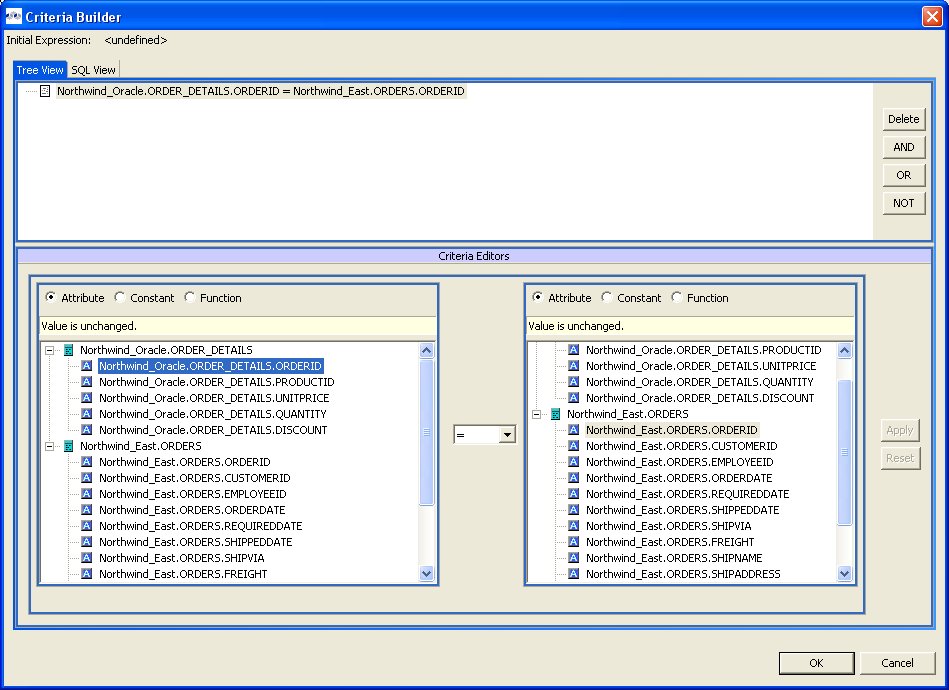 Criteria Builder
Initial Expression: <undefined>
Tree View SQL View
Northwind_Oracle.ORDER_DETAILS.ORDERID = Northwind_East.ORDERS.ORDERID
Delete
AND
OR
NOT
Criteria Editors
Attribute Constant Function
Value is unchanged.
Northwind_Oracle.ORDER_DETAILS
A Northwind_Oracle.ORDER_DETAILS.ORDERID
A Northwind_Oracle.ORDER_DETAILS.PRODUCTID
A Northwind_Oracle.ORDER_DETAILS.UNITPRICE
A Northwind_Oracle.ORDER_DETAILS.QUANTITY
A Northwind_Oracle.ORDER_DETAILS.DISCOUNT
Northwind_East.ORDERS
A Northwind_East.ORDERS.ORDERID
A Northwind_East.ORDERS.CUSTOMERID
A Northwind_East.ORDERS.EMPLOYEEID
A Northwind_East.ORDERS.ORDERDATE
A Northwind_East.ORDERS.REQUIREDDATE
A Northwind_East.ORDERS.SHIPPEDDATE
A Northwind_East.ORDERS.SHIPVIA
A Northwind_East.ORDERS.FREIGHT
=
Attribute Constant Function
Value is unchanged.
A Northwind_Oracle.ORDER_DETAILS.PRODUCTID
A Northwind_Oracle.ORDER_DETAILS.UNITPRICE
A Northwind_Oracle.ORDER_DETAILS.QUANTITY
A Northwind_Oracle.ORDER_DETAILS.DISCOUNT
Northwind_East.ORDERS
A Northwind_East.ORDERS.ORDERID
A Northwind_East.ORDERS.CUSTOMERID
A Northwind_East.ORDERS.EMPLOYEEID
A Northwind_East.ORDERS.ORDERDATE
A Northwind_East.ORDERS.REQUIREDDATE
A Northwind_East.ORDERS.SHIPPEDDATE
A Northwind_East.ORDERS.SHIPVIA
A Northwind_East.ORDERS.FREIGHT
A Northwind_East.ORDERS.SHIPNAME
A Northwind_East.ORDERS.SHIPADDRESS
Apply
Reset
OK Cancel